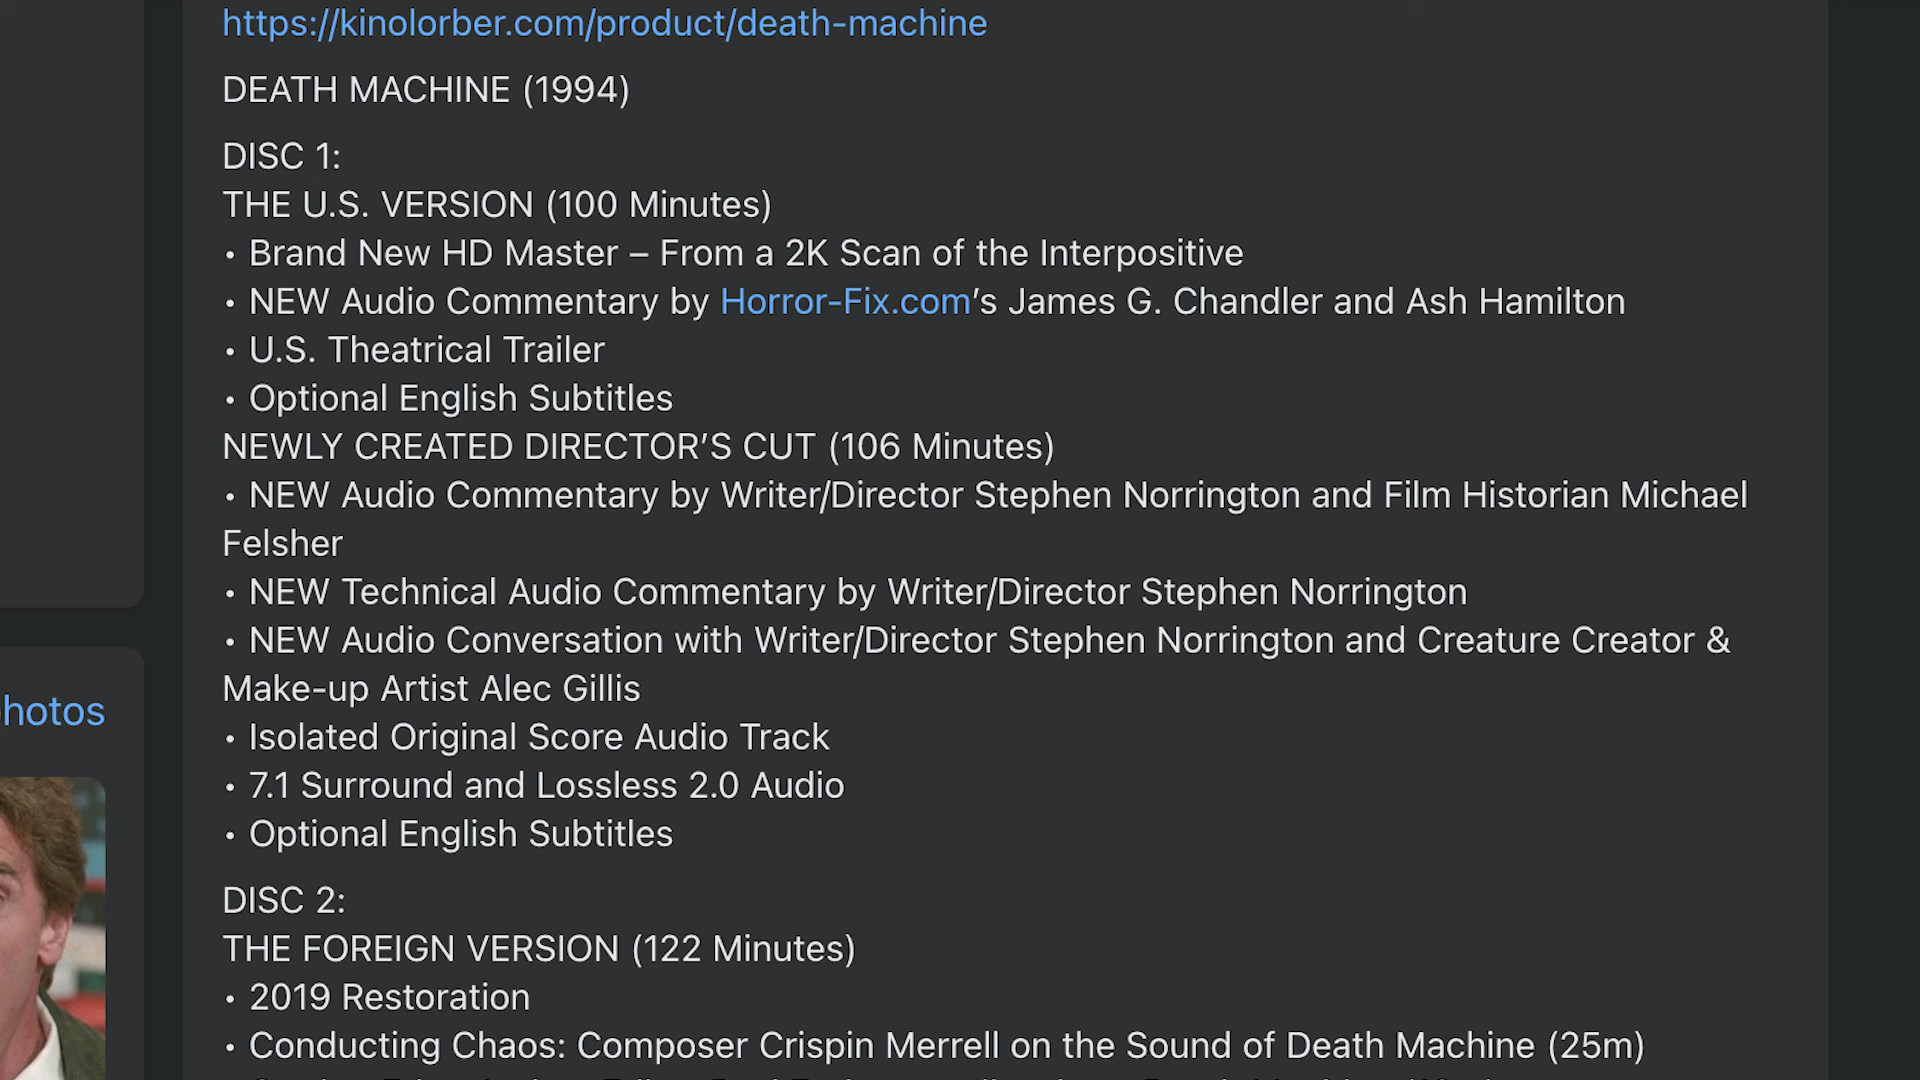 https://kinolorber.com/product/death-machine
DEATH MACHINE (1994)
DISC 1:
THE U.S. VERSION (100 Minutes)
• Brand New HD Master – From a 2K Scan of the Interpositive
• NEW Audio Commentary by Horror-Fix.com’s James G. Chandler and Ash Hamilton
• U.S. Theatrical Trailer
• Optional English Subtitles
NEWLY CREATED DIRECTOR’S CUT (106 Minutes)
• NEW Audio Commentary by Writer/Director Stephen Norrington and Film Historian Michael
Felsher
• NEW Technical Audio Commentary by Writer/Director Stephen Norrington
• NEW Audio Conversation with Writer/Director Stephen Norrington and Creature Creator &
Make-up Artist Alec Gillis
hotos
• Isolated Original Score Audio Track
• 7.1 Surround and Lossless 2.0 Audio
• Optional English Subtitles
DISC 2:
THE FOREIGN VERSION (122 Minutes)
• 2019 Restoration
• Conducting Chaos: Composer Crispin Merrell on the Sound of Death Machine (25m)